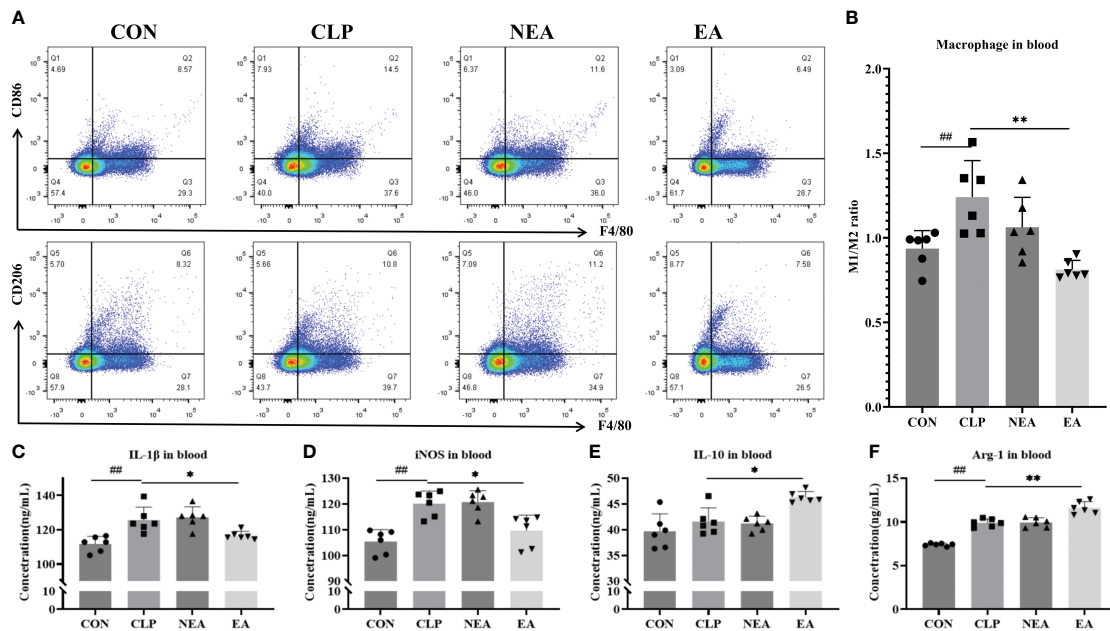 A
CON CLP NEA EA
CD86
Q1 4.69 Q2 8.57 Q4 57.4 Q3 29.3
Q1 7.93 Q2 14.5 Q4 40.0 Q3 37.6
Q1 6.37 Q2 11.6 Q4 46.0 Q3 36.0
Q1 3.09 Q2 6.49 Q4 61.7 Q3 28.7
F4/80
CD206
Q5 5.70 Q6 8.32 Q8 57.9 Q7 28.1
Q5 5.66 Q6 10.8 Q8 43.7 Q7 39.7
Q5 7.09 Q6 11.2 Q8 46.8 Q7 34.9
Q5 8.77 Q6 7.58 Q8 57.1 Q7 26.5
F4/80
B
Macrophage in blood
M1/M2 ratio
2.0
1.5
1.0
0.5
0.0
## **
CON CLP NEA EA
C
IL-1β in blood
Concetration(ng/mL)
140
120
100
10
0
## *
CON CLP NEA EA
D
iNOS in blood
Concetration(ng/mL)
130
120
110
100
90
10
0
## *
CON CLP NEA EA
E
IL-10 in blood
Concetration(ng/mL)
50
45
40
35
30
10
0
*
CON CLP NEA EA
F
Arg-1 in blood
Concetration(ng/mL)
15
10
5
0
## **
CON CLP NEA EA